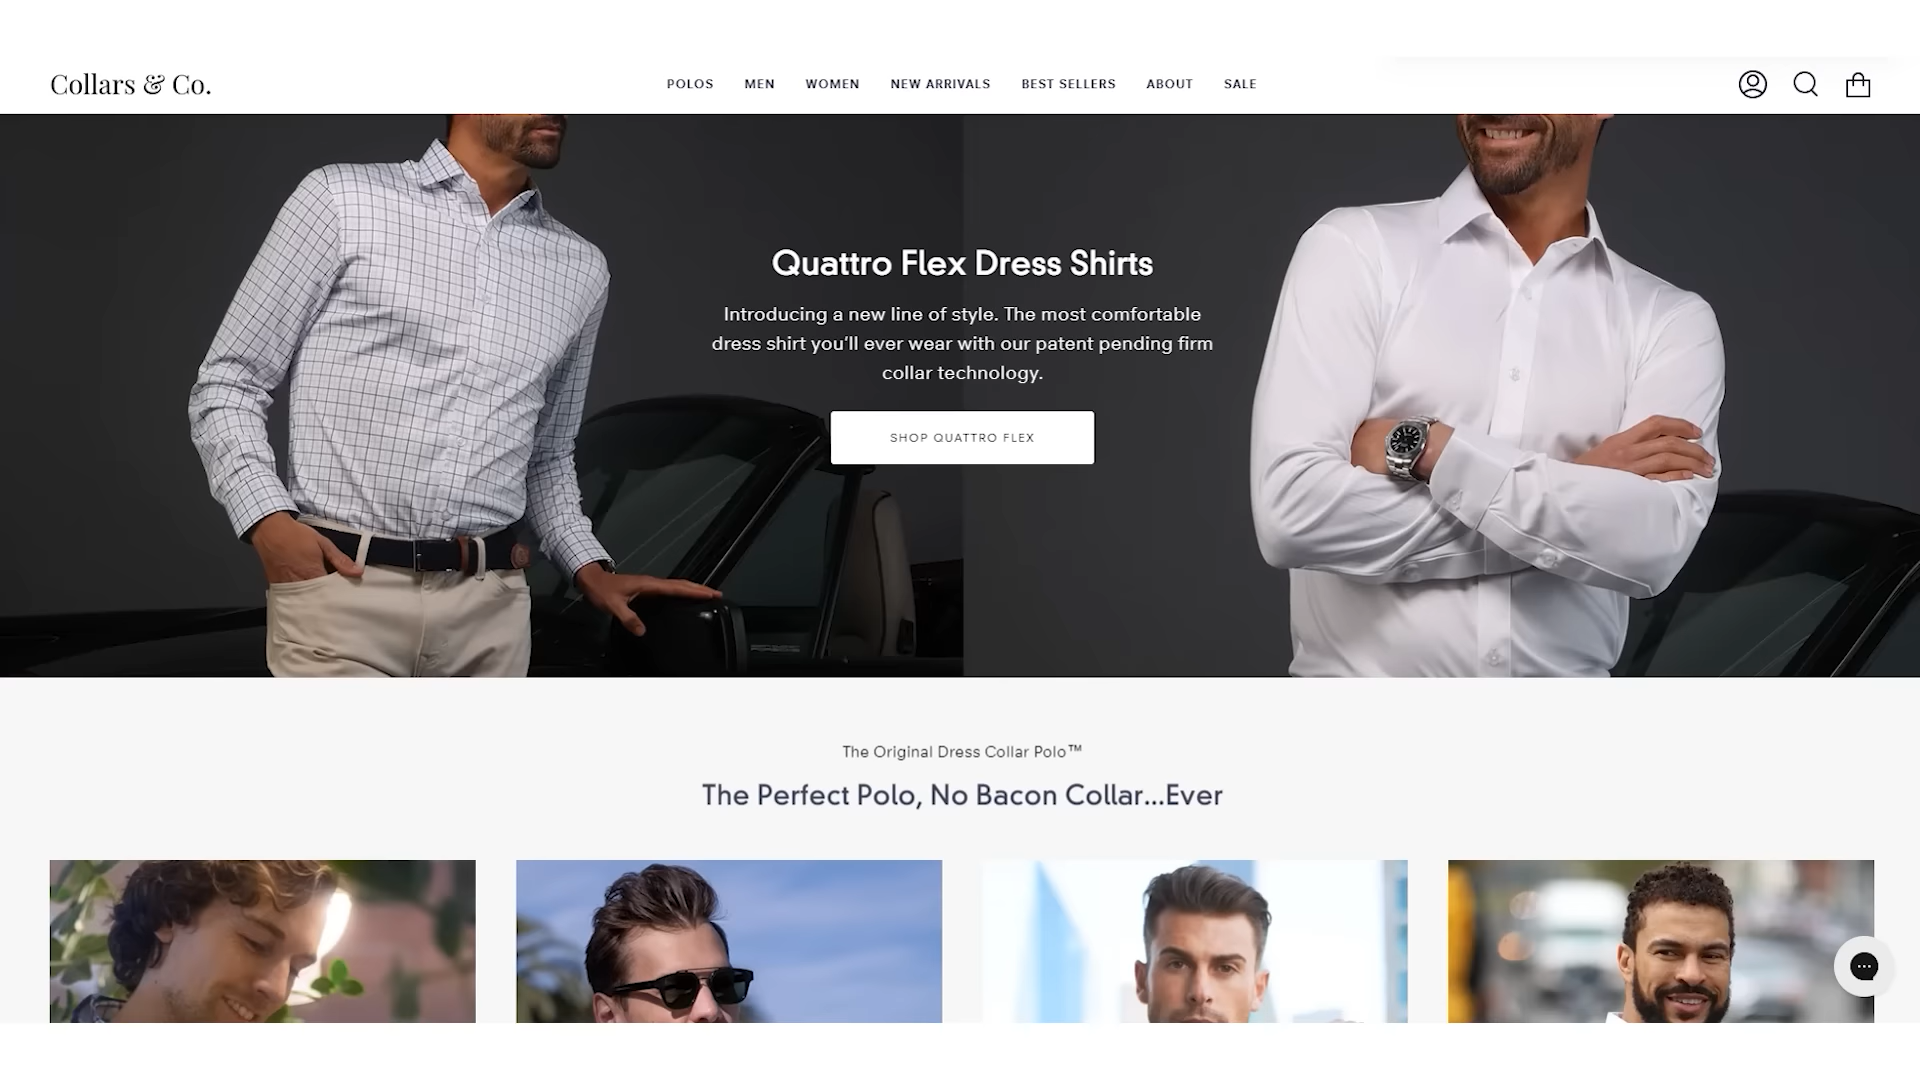 Collars & Co.
POLOS MEN WOMEN NEW ARRIVALS BEST SELLERS ABOUT SALE
Quattro Flex Dress Shirts
Introducing a new line of style. The most comfortable
dress shirt you’ll ever wear with our patent pending firm
collar technology.
SHOP QUATTRO FLEX
The Original Dress Collar Polo™
The Perfect Polo, No Bacon Collar...Ever